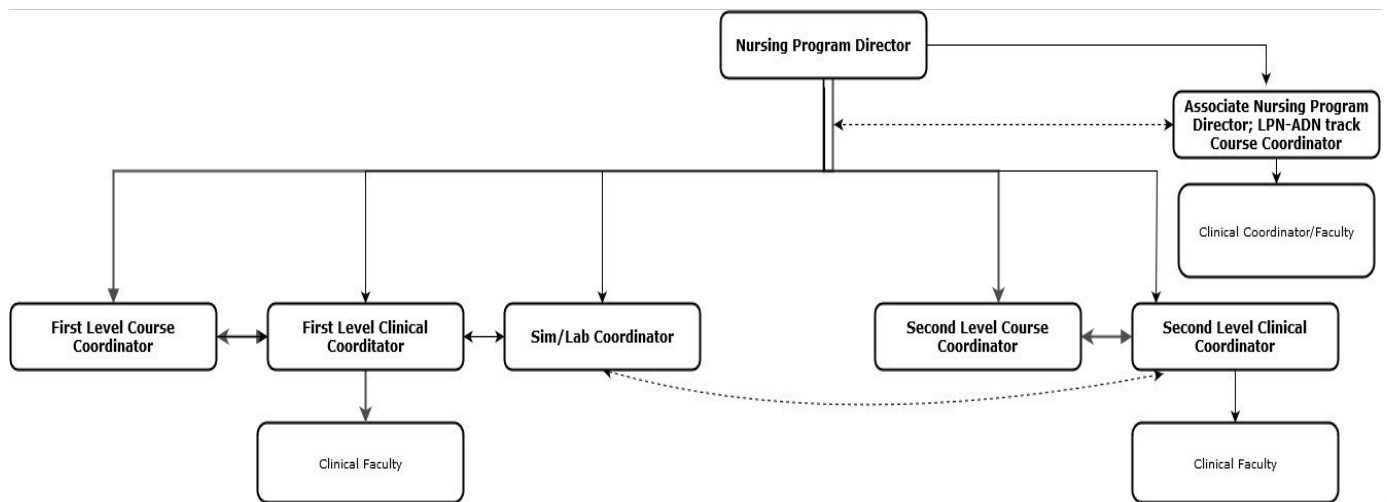 Nursing Program Director
Associate Nursing Program
Director; LPN-ADN track
Course Coordinator
Clinical Coordinator/Faculty
First Level Course
Coordinator
First Level Clinical
Coorditator
Sim/Lab Coordinator
Second Level Course
Coordinator
Second Level Clinical
Coordinator
Clinical Faculty
Clinical Faculty